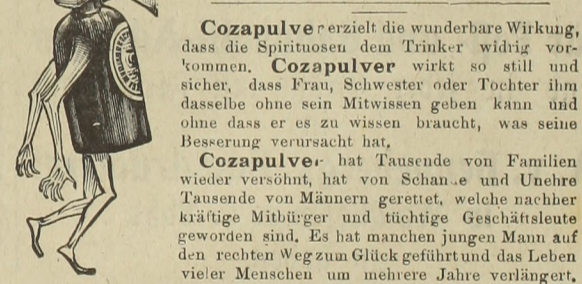 Cozapulver erzielt die wunderbare Wirkung,
dass die Spirituosen dem Trinker widrig vor-
kommen. Cozapulver wirkt so still und
sicher, dass Frau, Schwester oder Tochter ihm
dasselbe ohne sein Mitwissen geben kann und
ohne dass er es zu wissen braucht, was seine
Besserung verursacht hat.
Cozapulver hat Tausende von Familien
wieder versöhnt, hat von Schande und Unehre
Tausende von Männern gerettet, welche nachher
kräftige Mitbürger und tüchtige Geschäftsleute
geworden sind. Es hat manchen jungen Mann auf
den rechten Weg zum Glück geführt und das Leben
vieler Menschen um mehrere Jahre verlängert.